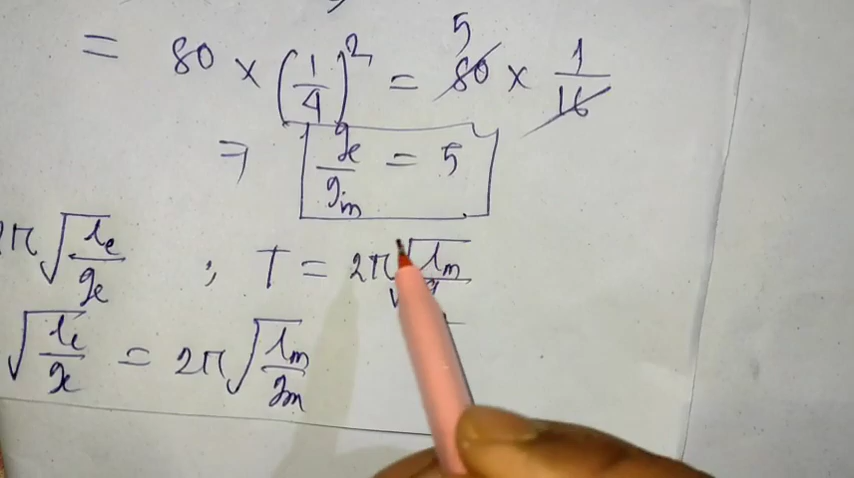 = 80 × (1/4)^2 = 80 5 × 1/16
⇒ ge/gm = 5
2π√(le/ge) ; T = 2π√(lm/g
√(le/ge) = 2π√(lm/gm)